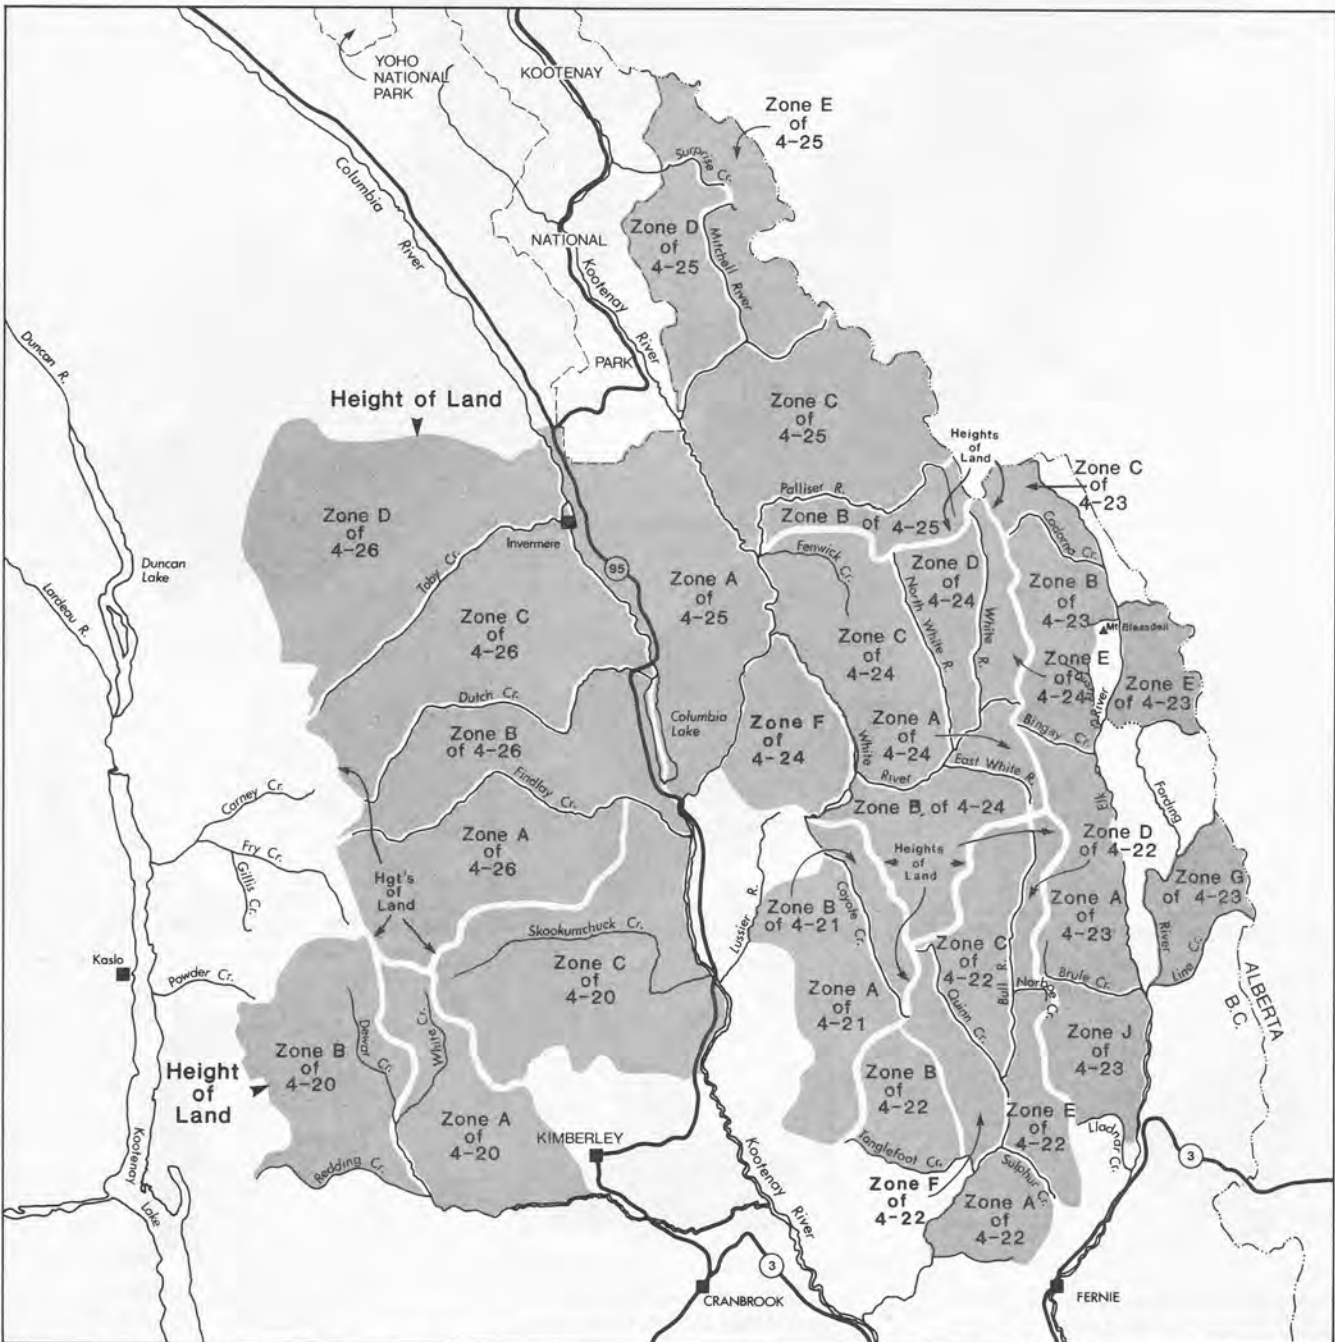 YOHO
NATIONAL
PARK
KOOTENAY
Zone E
of
4-25
Surprise Cr.
Columbia
River
Zone D
of
4-25
Mitchell River
NATIONAL
Kootenay
River
PARK
Duncan R.
Height of Land
Zone C
of
4-25
Heights
of
Land
Zone C
of
4-23
Palliser R.
Zone B of 4-25
Zone D
of
4-26
Invermere
Toby Cr.
95
Fenwick Cr.
Cadorna Cr.
Duncan
Lake
Lardeau R.
Zone A
of
4-25
Zone D
of
4-24
North White R.
White R.
Zone B
of
4-23
Mt Bleasdell
Zone C
of
4-26
Zone C
of
4-24
Zone E
of
4-24
River
Zone E
of 4-23
Dutch Cr.
Zone B
of 4-26
Columbia
Lake
Zone F
of
4-24
Zone A
of
4-24
Bingay Cr.
White
River
East White R.
Findlay Cr.
Carney Cr.
Zone B of 4-24
Elk
Fording
River
Zone A
of
4-26
Fry Cr.
Gillis Cr.
Hgt's
of
Land
Heights
of
Land
Zone D
of
4-22
Zone G
of 4-23
Zone B
of 4-21
Coyote Cr.
Zone A
of
4-23
Lussier R.
Skookumchuck Cr.
Kaslo
Powder Cr.
Zone C
of
4-20
Zone C
of
4-22
Bull R.
Norboe Cr.
Brule Cr.
Line Cr.
ALBERTA
B.C.
Zone A
of
4-21
Quinn Cr.
Dewar Cr.
Whyte Cr.
Zone J
of
4-23
Zone B
of
4-20
Height
of
Land
Zone B
of
4-22
Zone A
of
4-20
KIMBERLEY
Zone E
of
4-22
Lladnar Cr.
Kootenay
Lake
Kootenay
River
Tanglefoot Cr.
Redding Cr.
Sulphur Cr.
Zone F
of
4-22
Zone A
of
4-22
3
3
CRANBROOK
FERNIE